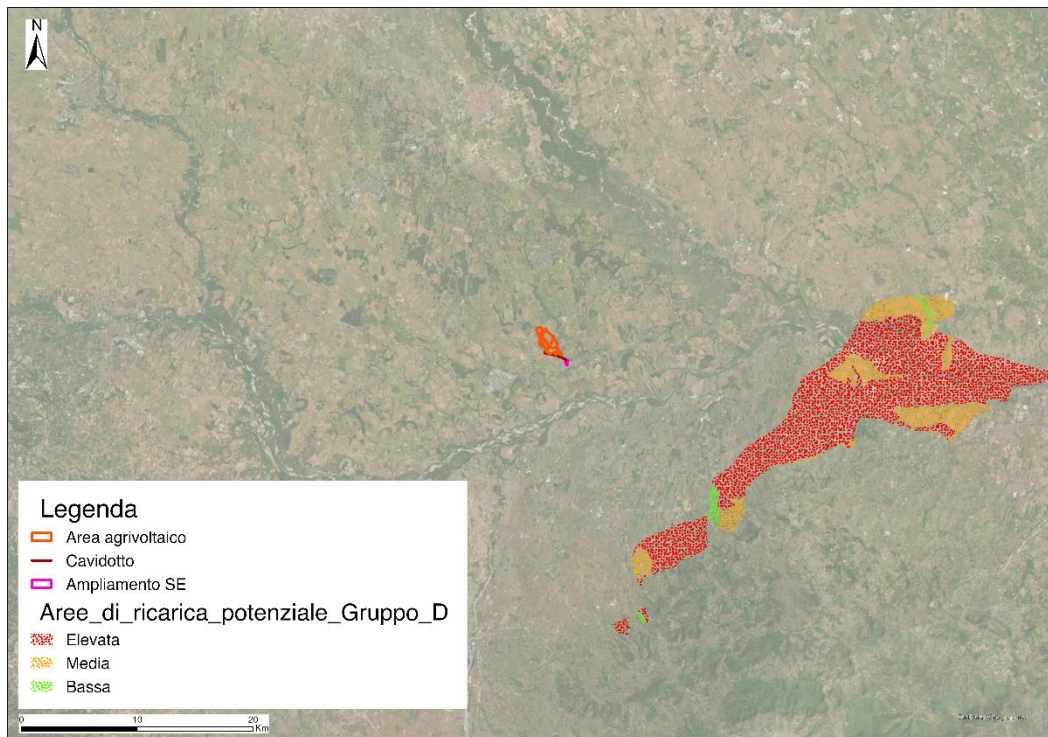 N
Legenda
Area agrivoltaico
Cavidotto
Ampliamento SE
Aree_di_ricarica_potenziale_Gruppo_D
Elevata
Media
Bassa
0 10 20
Km